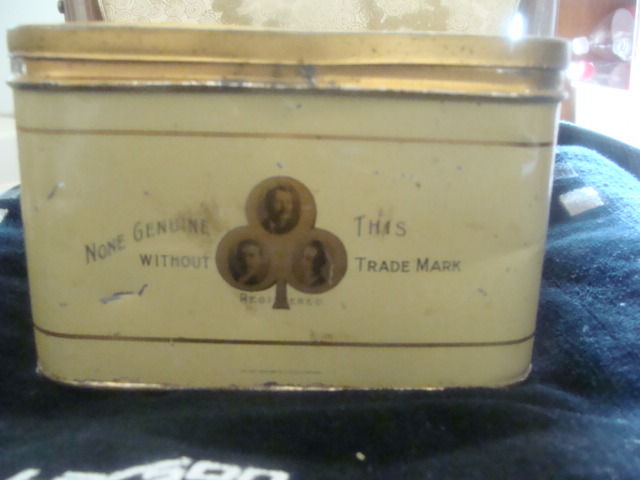 None Genuine This
Without Trade Mark
Registered